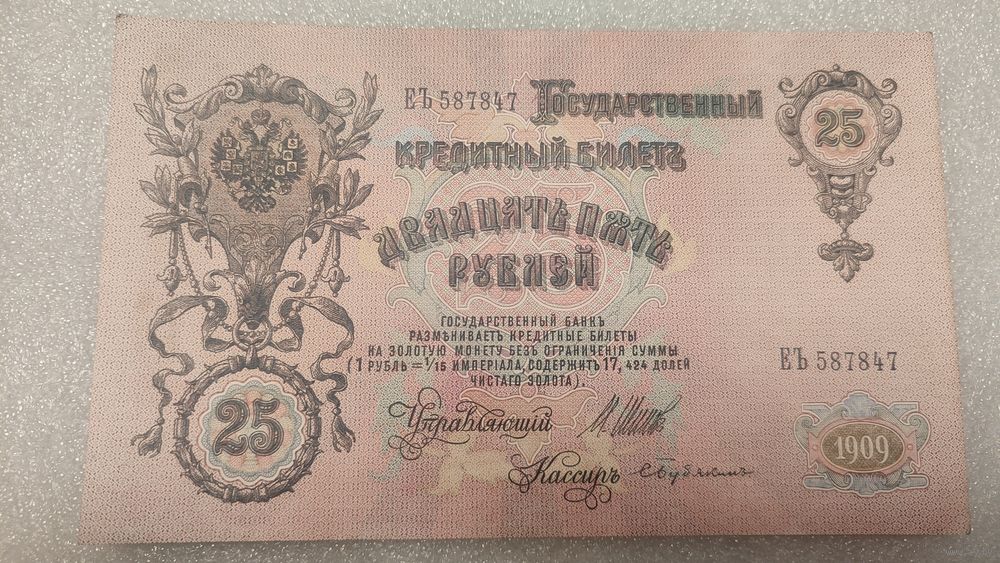 ЕЪ 587847
Государственный
кредитный билетъ
25
двадцать пять
рублей
Государственный банкъ
размѣниваетъ кредитные билеты
на золотую монету безъ ограниченія суммы
(1 рубль = 1/15 имперіала, содержитъ 17,424 долей
чистаго золота).
ЕЪ 587847
Управляющій
И. Шипов
25
Кассиръ
1909